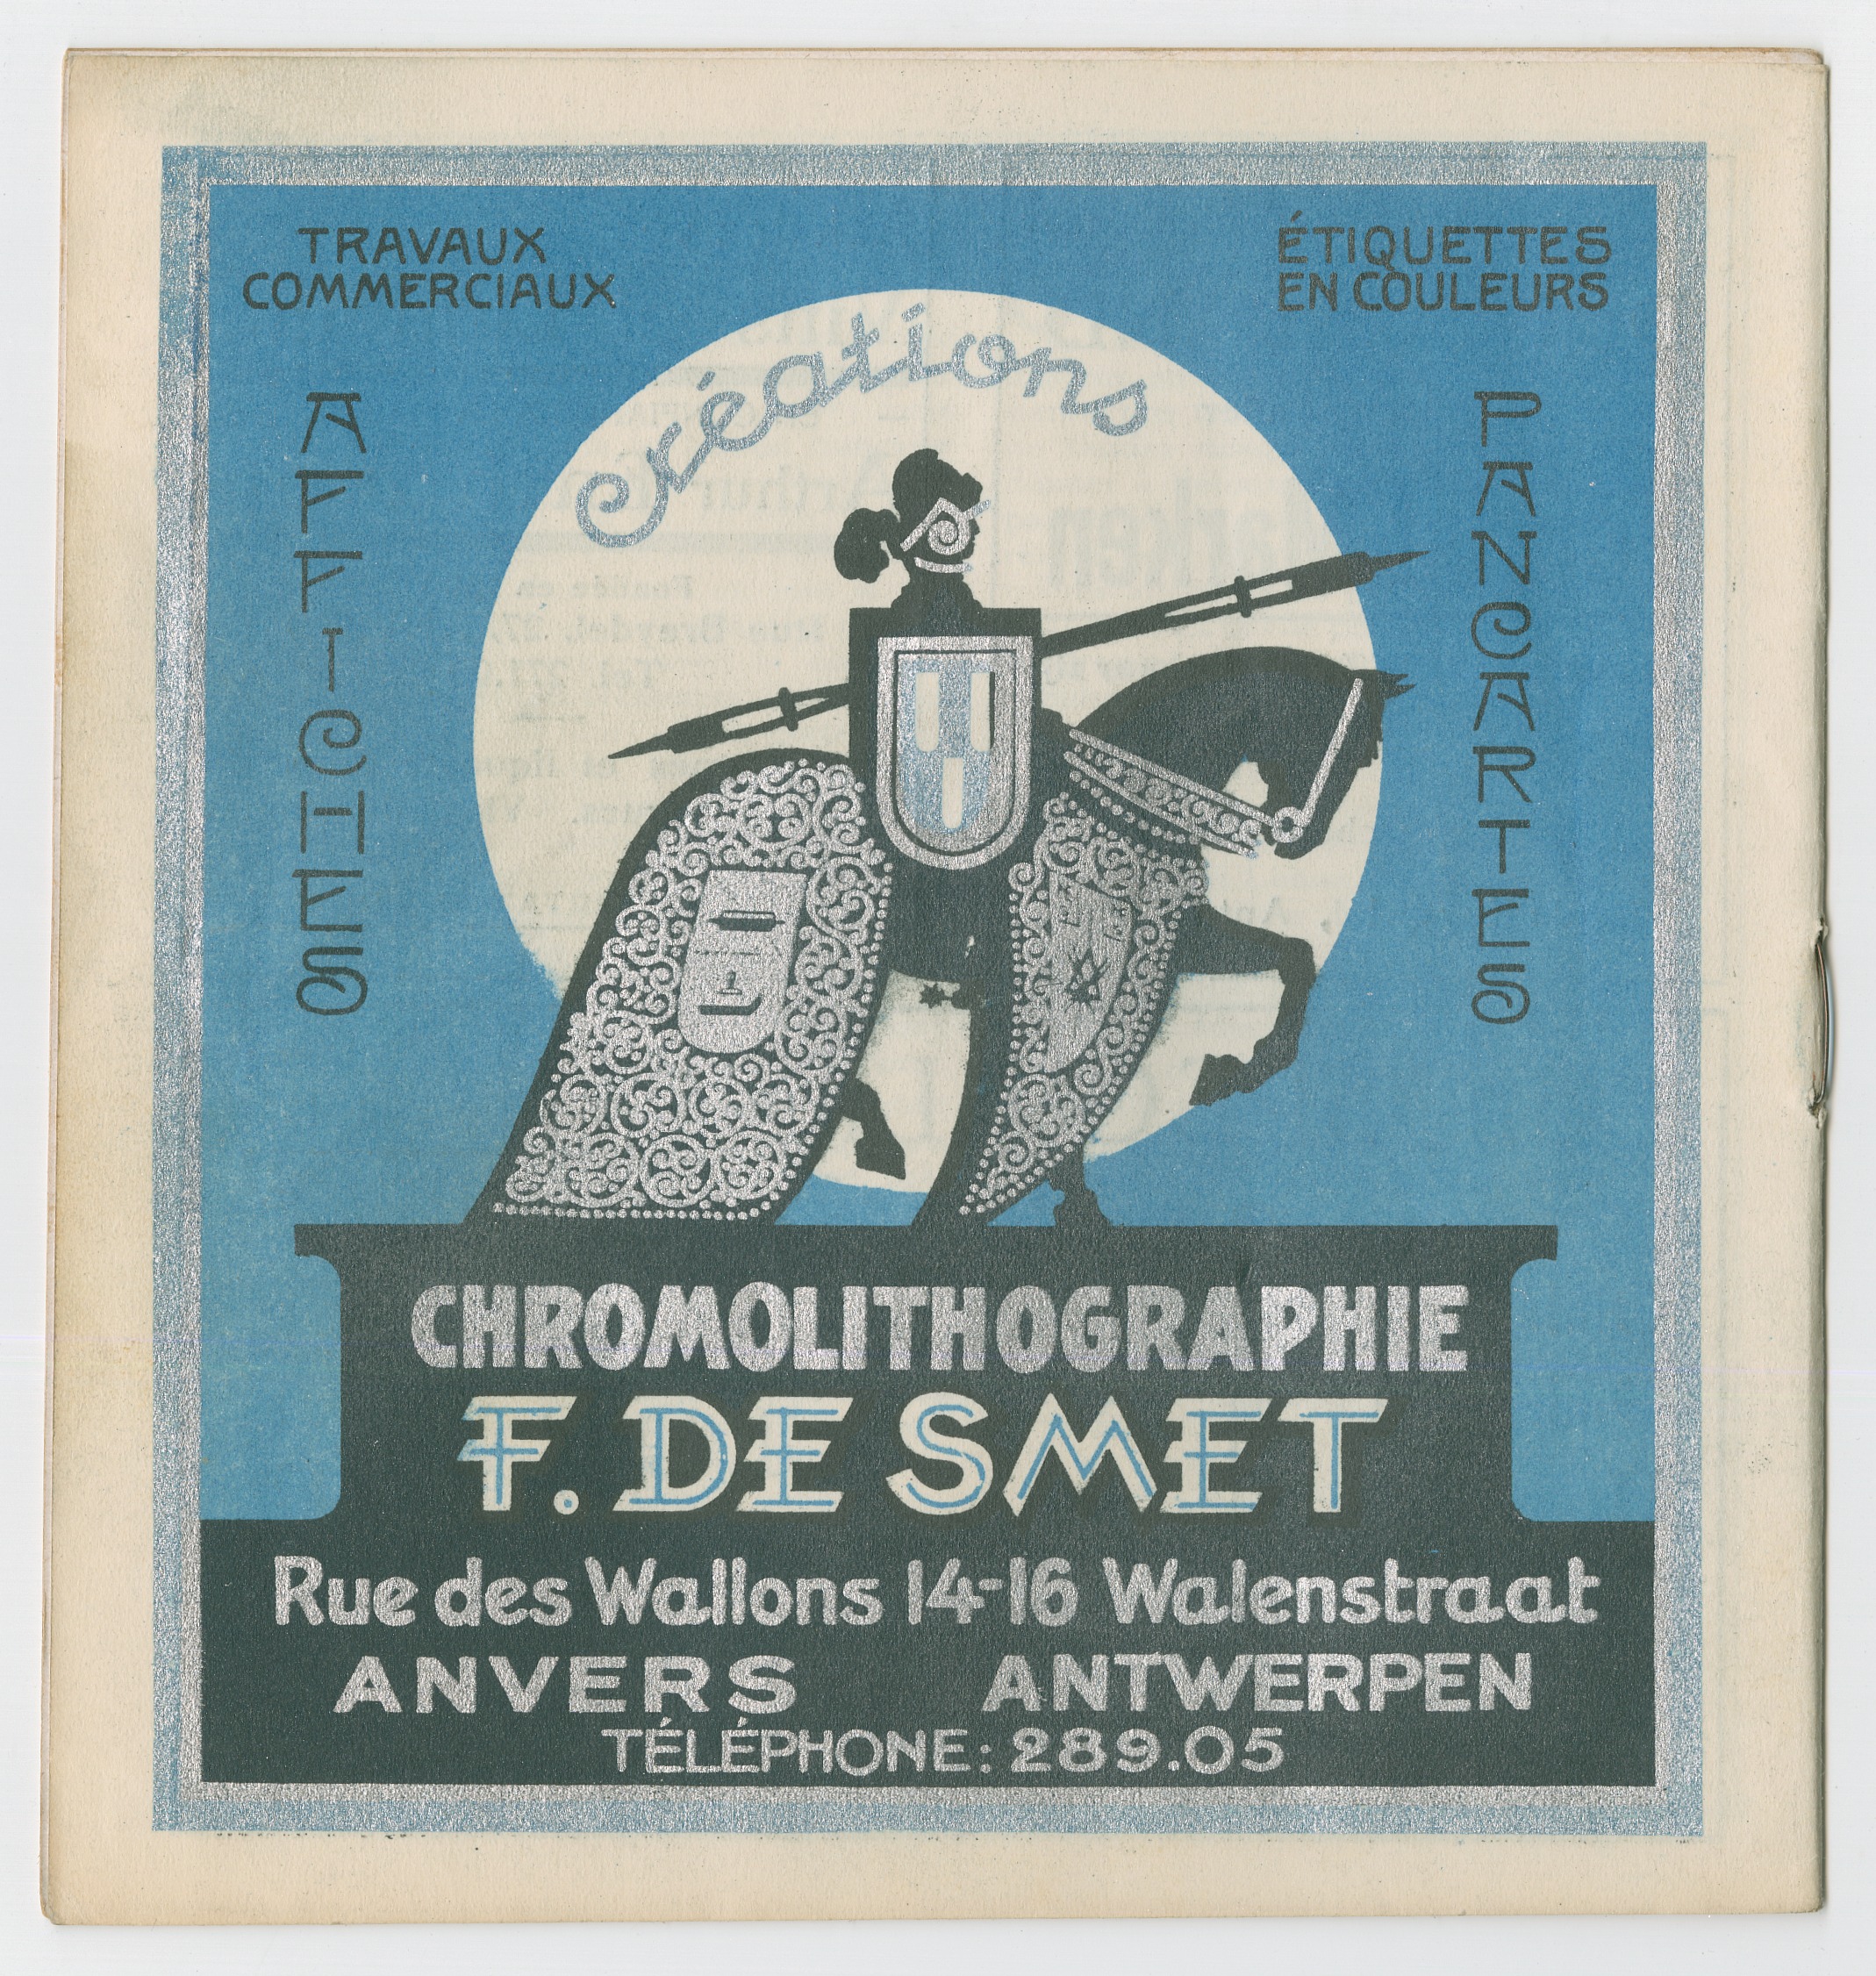 TRAVAUX
COMMERCIAUX
ÉTIQUETTES
EN COULEURS
Créations
AFFICHES
PANCARTES
CHROMOLITHOGRAPHIE
F. DE SMET
Rue des Wallons 14-16 Walenstraat
ANVERS ANTWERPEN
TÉLÉPHONE: 289.05